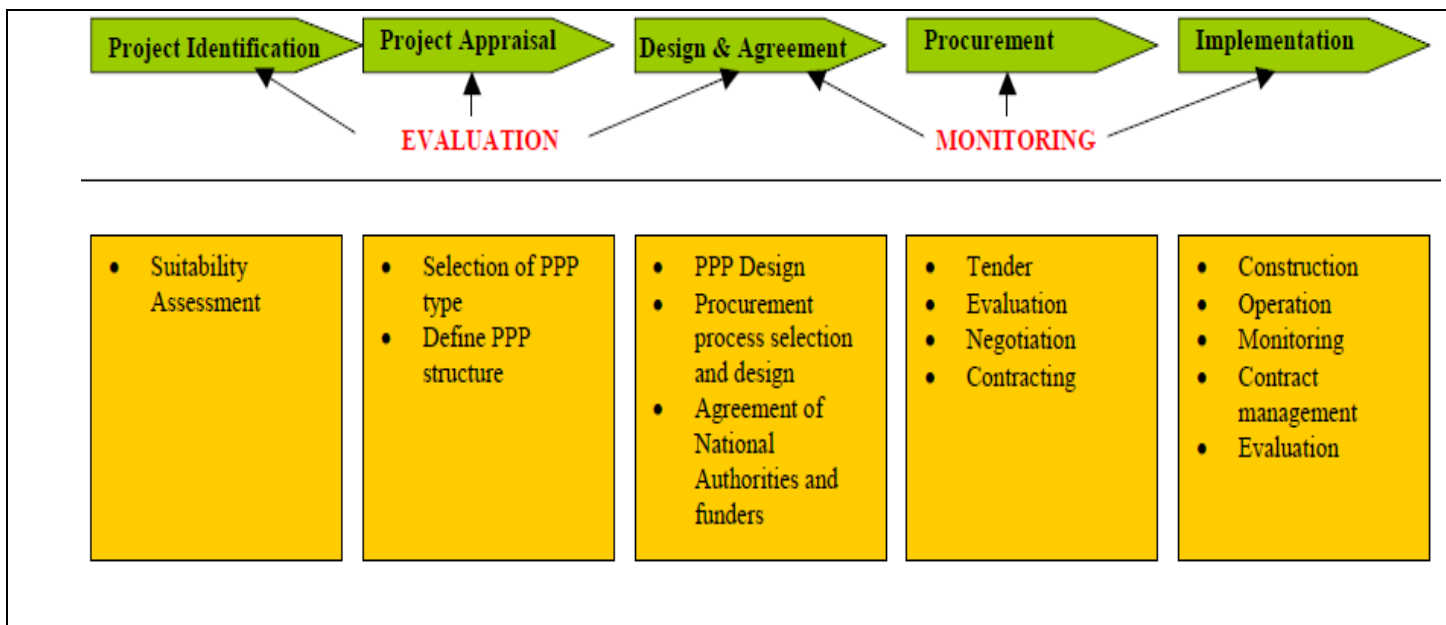 Project Identification
Project Appraisal
Design & Agreement
Procurement
Implementation
EVALUATION
MONITORING
• Suitability
Assessment
• Selection of PPP
type
• Define PPP
structure
• PPP Design
• Procurement
process selection
and design
• Agreement of
National
Authorities and
funders
• Tender
• Evaluation
• Negotiation
• Contracting
• Construction
• Operation
• Monitoring
• Contract
management
• Evaluation